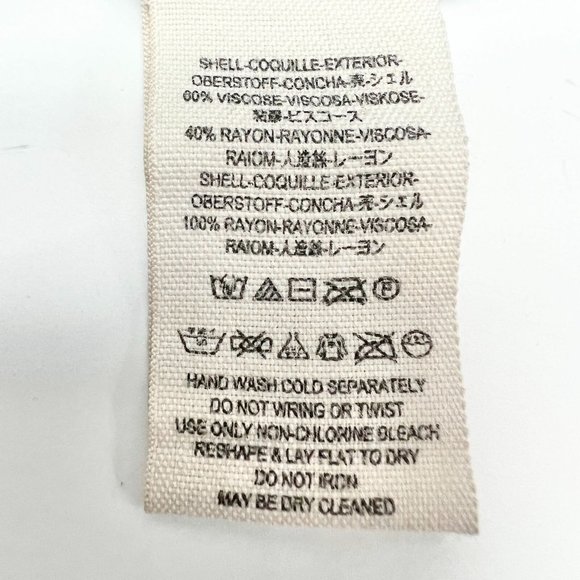 SHELL-COQUILLE-EXTERIOR-
OBERSTOFF-CONCHA-売-シェル
60% VISCOSE-VISCOSA-VISKOSE-
粘膠-ビスコース
40% RAYON-RAYONNE-VISCOSA-
RAIOM-人造絲-レーヨン
SHELL-COQUILLE-EXTERIOR-
OBERSTOFF-CONCHA-売-シェル
100% RAYON-RAYONNE-VISCOSA-
RAIOM-人造絲-レーヨン
P
HAND WASH COLD SEPARATELY
DO NOT WRING OR TWIST
USE ONLY NON-CHLORINE BLEACH
RESHAPE & LAY FLAT TO DRY
DO NOT IRON
MAY BE DRY CLEANED